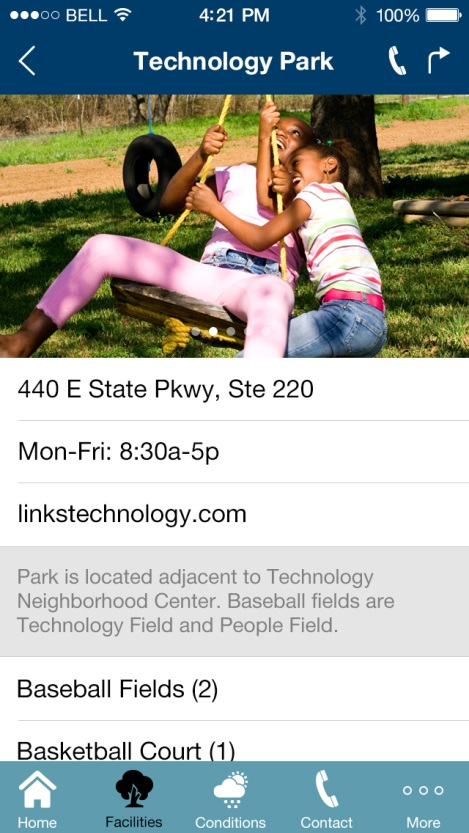 BELL 4:21 PM 100%
Technology Park
440 E State Pkwy, Ste 220
Mon-Fri: 8:30a-5p
linkstechnology.com
Park is located adjacent to Technology
Neighborhood Center. Baseball fields are
Technology Field and People Field.
Baseball Fields (2)
Basketball Court (1)
Home Facilities Conditions Contact More